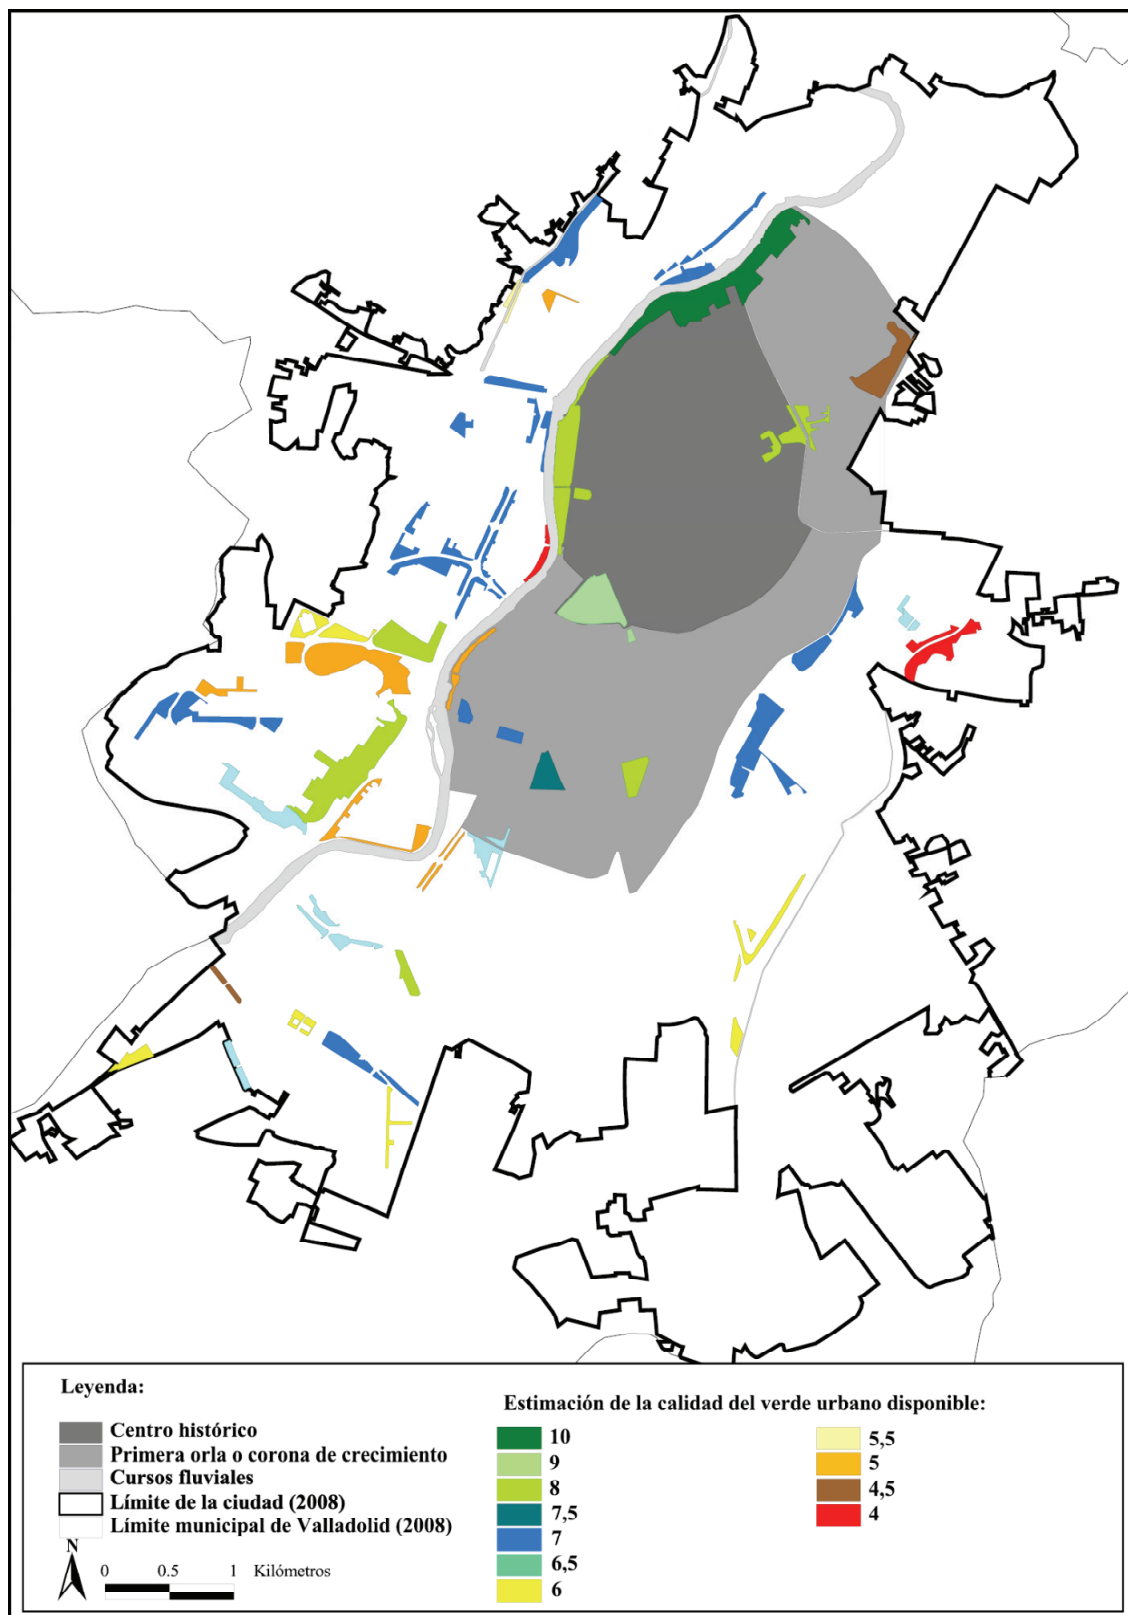 Leyenda:
Centro histórico
Primera orla o corona de crecimiento
Cursos fluviales
Límite de la ciudad (2008)
Límite municipal de Valladolid (2008)
N
0 0.5 1 Kilómetros
Estimación de la calidad del verde urbano disponible:
10
9
8
7,5
7
6,5
6
5,5
5
4,5
4